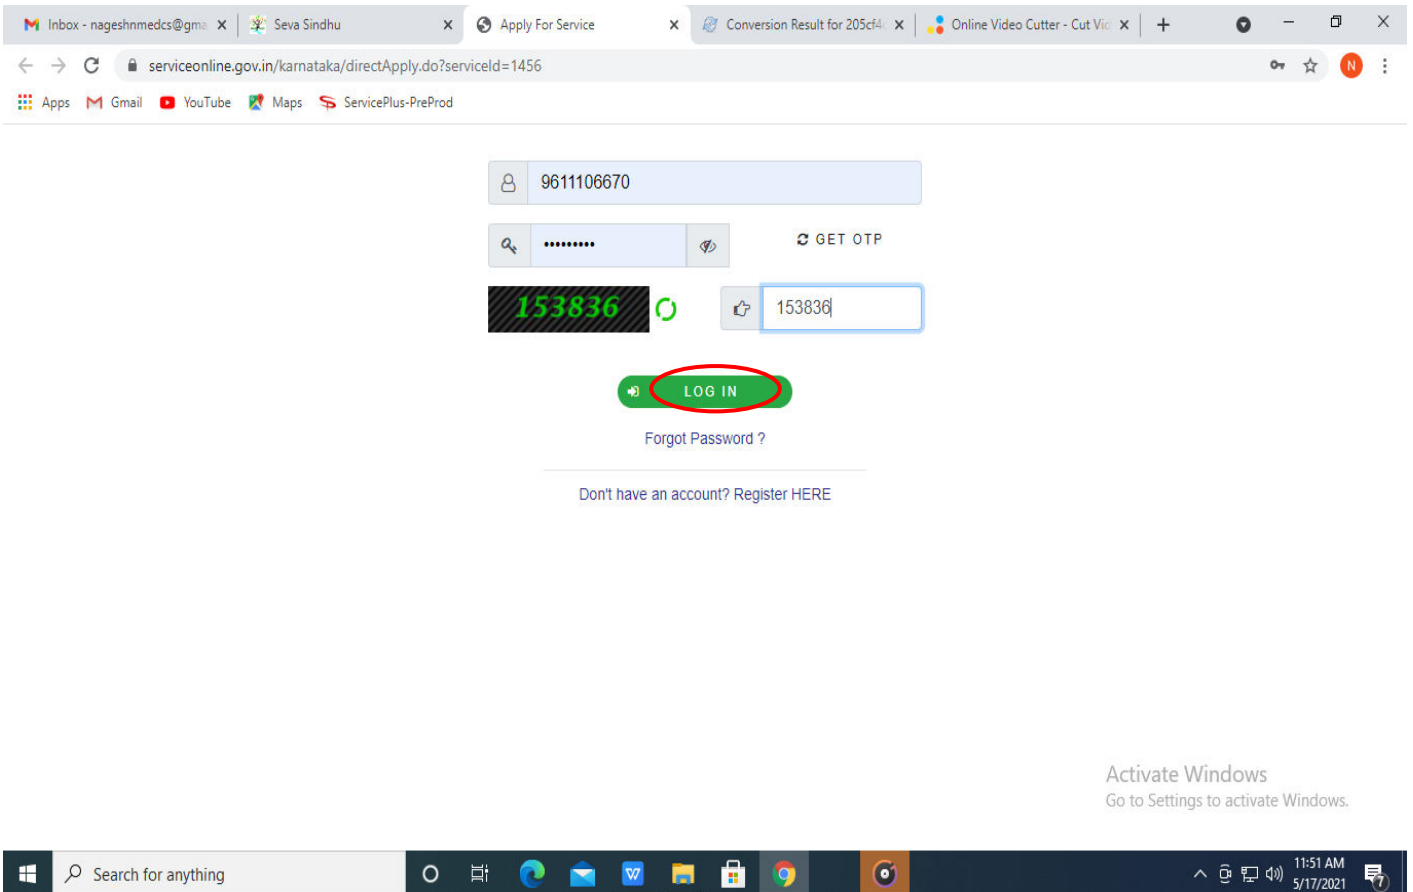 Inbox - nageshnmedcs@gma
Seva Sindhu
Apply For Service
Conversion Result for 205cf4c
Online Video Cutter - Cut Vid
serviceonline.gov.in/karnataka/directApply.do?serviceId=1456
N
Apps Gmail YouTube Maps ServicePlus-PreProd
9611106670
••••••••• GET OTP
153836 153836
LOG IN
Forgot Password ?
Don't have an account? Register HERE
Activate Windows
Go to Settings to activate Windows.
Search for anything
W
11:51 AM
5/17/2021
7